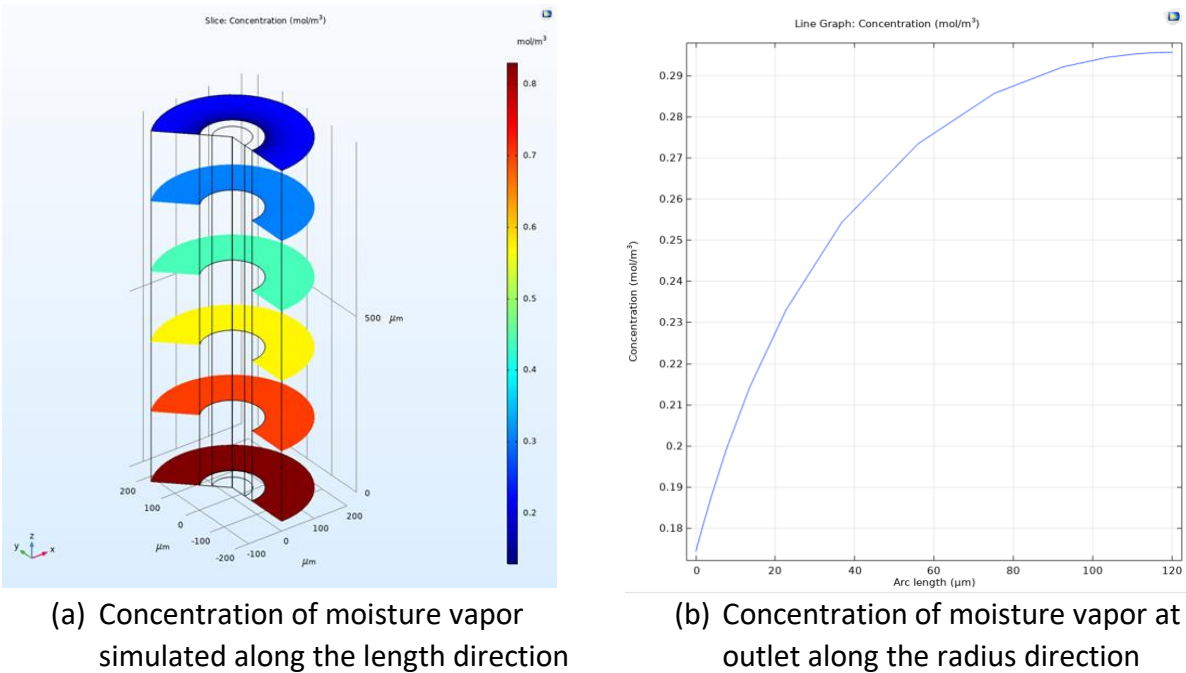 Slice: Concentration (mol/m³)
mol/m³
0.8
0.7
0.6
0.5
0.4
0.3
0.2
500 μm
0
200
100
0
-100
-200
μm
-100
0
100
200
μm
z
y
x
(a) Concentration of moisture vapor
simulated along the length direction
Line Graph: Concentration (mol/m³)
Concentration (mol/m³)
0.29
0.28
0.27
0.26
0.25
0.24
0.23
0.22
0.21
0.2
0.19
0.18
0 20 40 60 80 100 120
Arc length (μm)
(b) Concentration of moisture vapor at
outlet along the radius direction